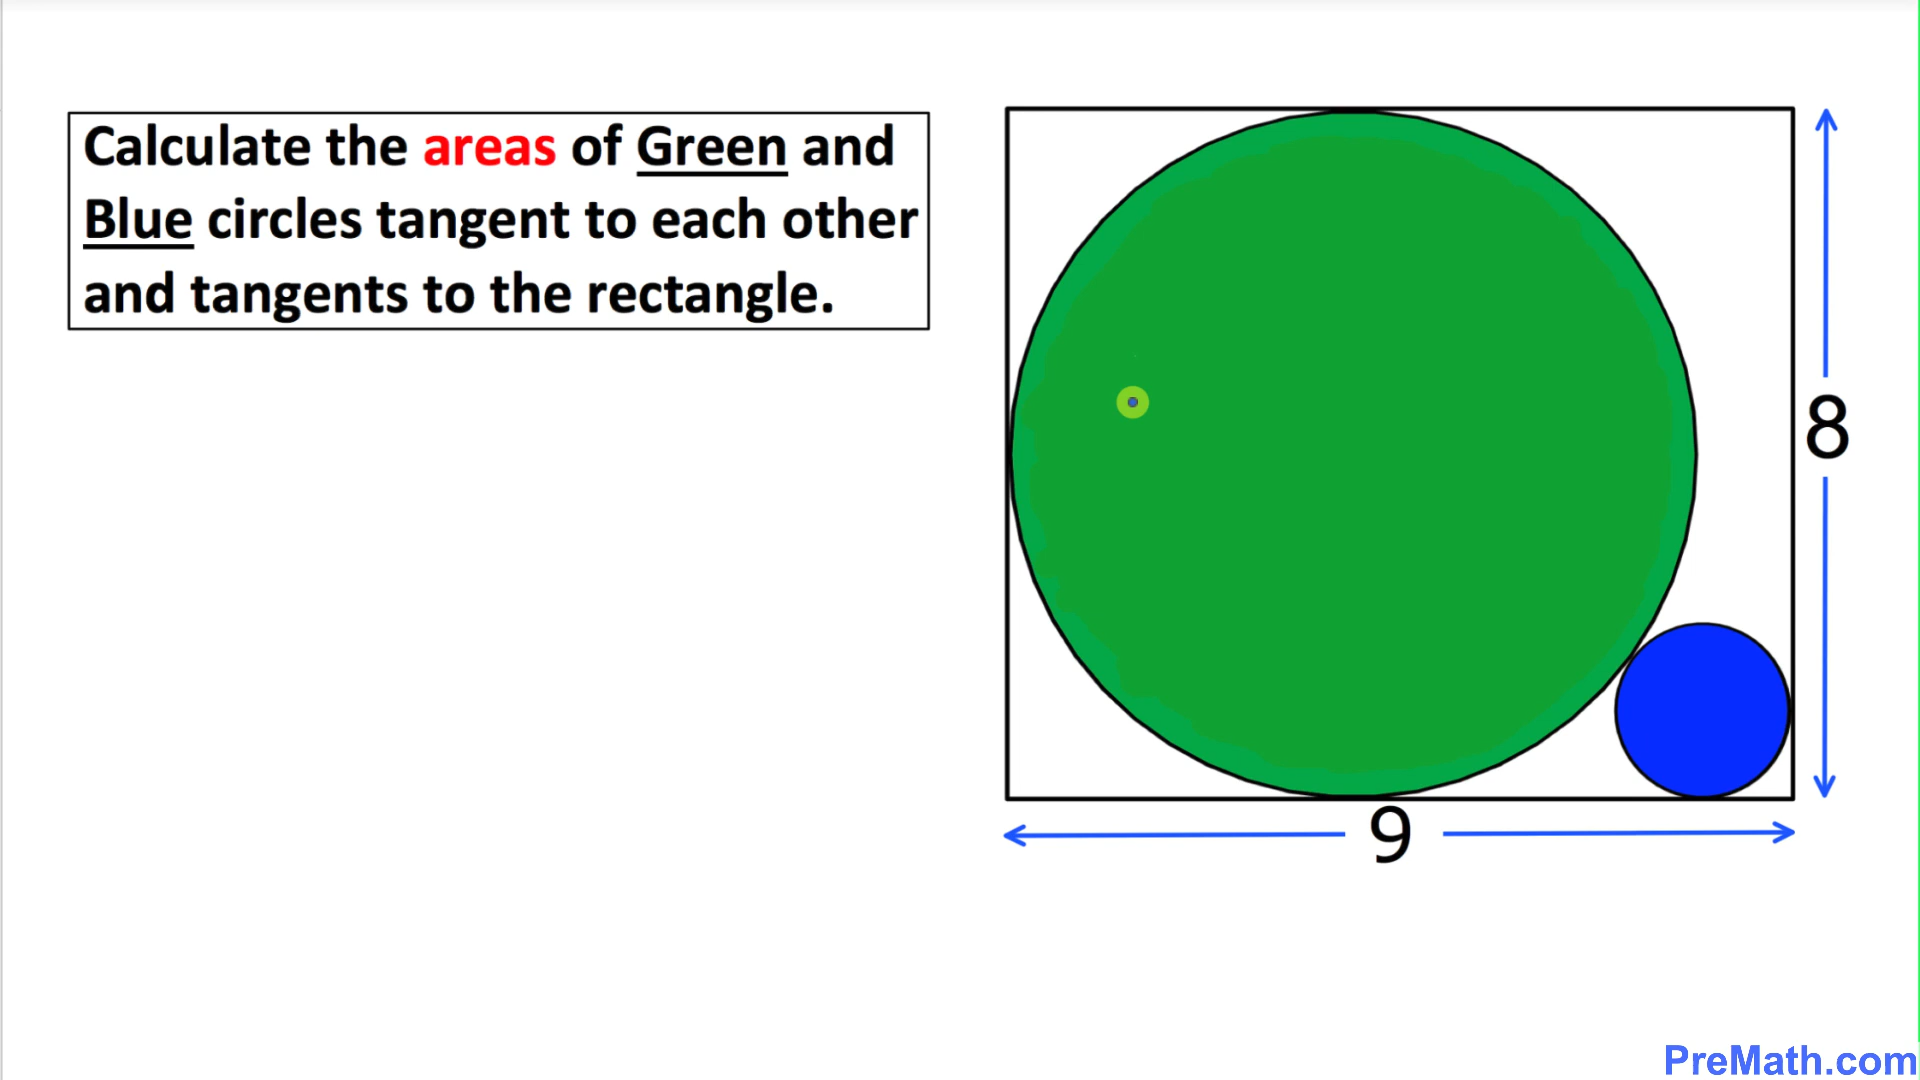 Calculate the areas of Green and
Blue circles tangent to each other
and tangents to the rectangle.
8
9
PreMath.com